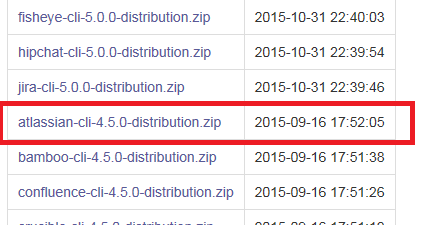 fisheye-cli-5.0.0-distribution.zip 2015-10-31 22:40:03
hipchat-cli-5.0.0-distribution.zip 2015-10-31 22:39:54
jira-cli-5.0.0-distribution.zip 2015-10-31 22:39:46
atlassian-cli-4.5.0-distribution.zip 2015-09-16 17:52:05
bamboo-cli-4.5.0-distribution.zip 2015-09-16 17:51:38
confluence-cli-4.5.0-distribution.zip 2015-09-16 17:51:26